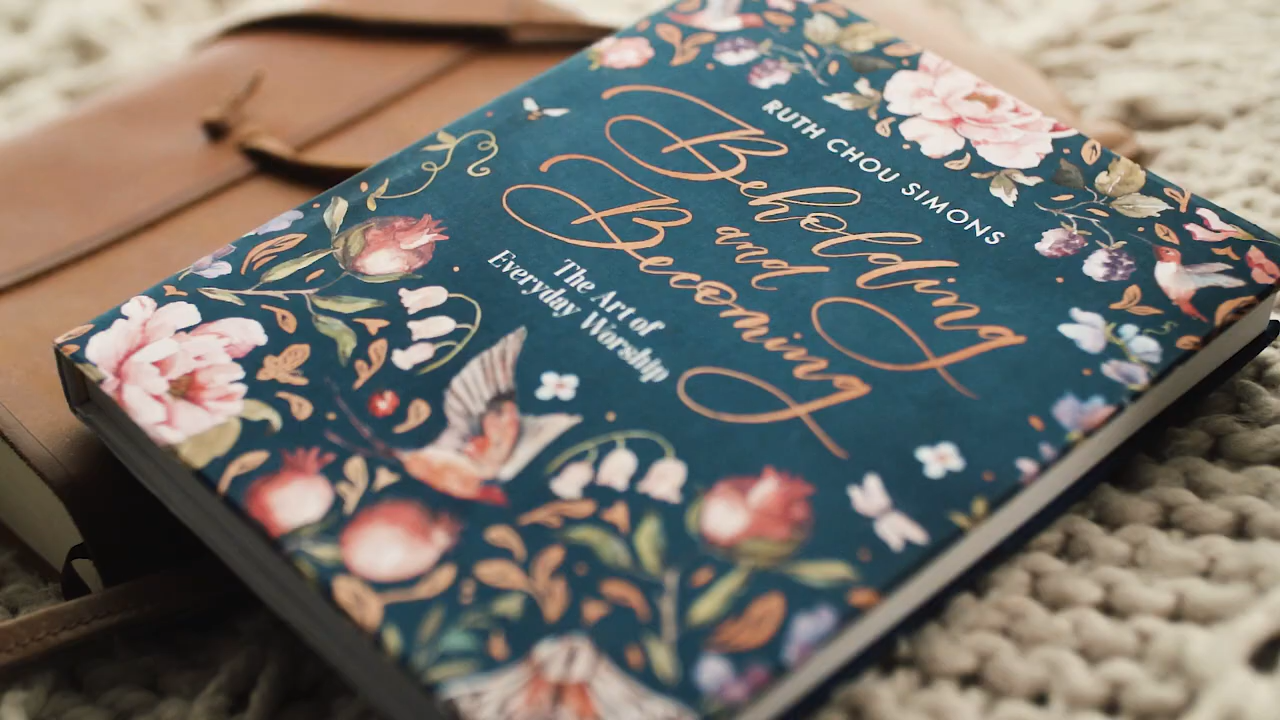 RUTH CHOU SIMONS
Beholding
and
Becoming
The Art of
Everyday Worship